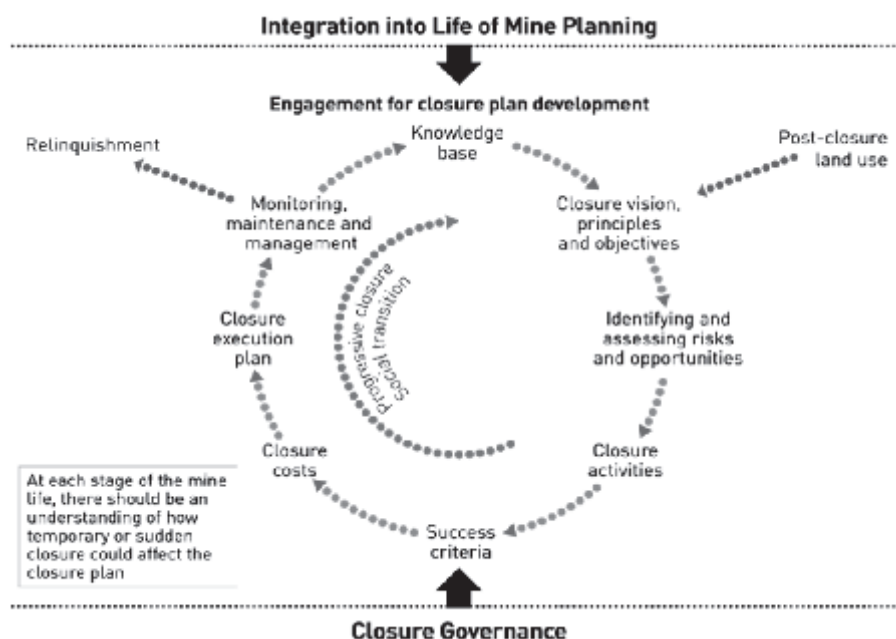 Integration into Life of Mine Planning
Engagement for closure plan development
Knowledge
base
Relinquishment
Post-closure
land use
Monitoring,
maintenance and
management
Closure vision,
principles
and objectives
Progressive closure
Social transition
Closure
execution plan
Identifying and
assessing risks
and opportunities
Closure
costs
Closure
activities
At each stage of the mine
life, there should be an
understanding of how
temporary or sudden
closure could affect the
closure plan
Success
criteria
Closure Governance